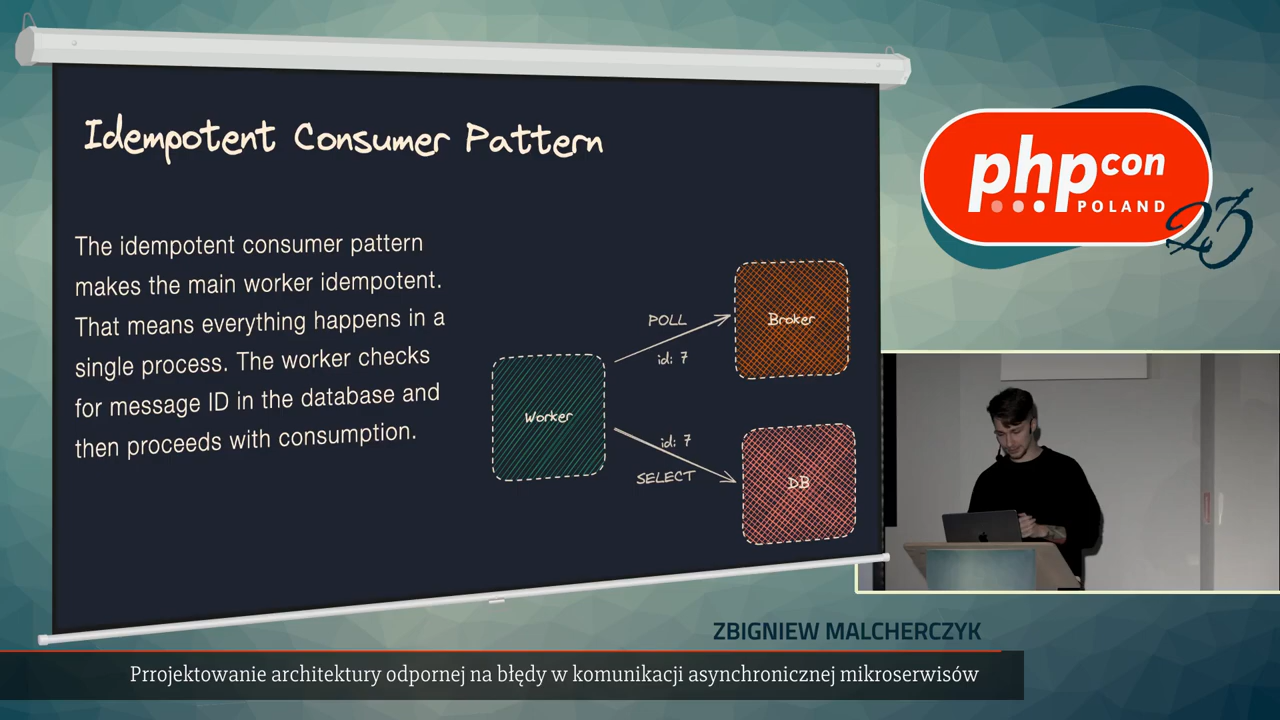 Idempotent Consumer Pattern
The idempotent consumer pattern
makes the main worker idempotent.
That means everything happens in a
single process. The worker checks
for message ID in the database and
then proceeds with consumption.
POLL
id: 7
Broker
Worker
id: 7
SELECT
DB
phpcon
POLAND
23
ZBIGNIEW MALCHERCZYK
Prrojektowanie architektury odpornej na błędy w komunikacji asynchronicznej mikroserwisów